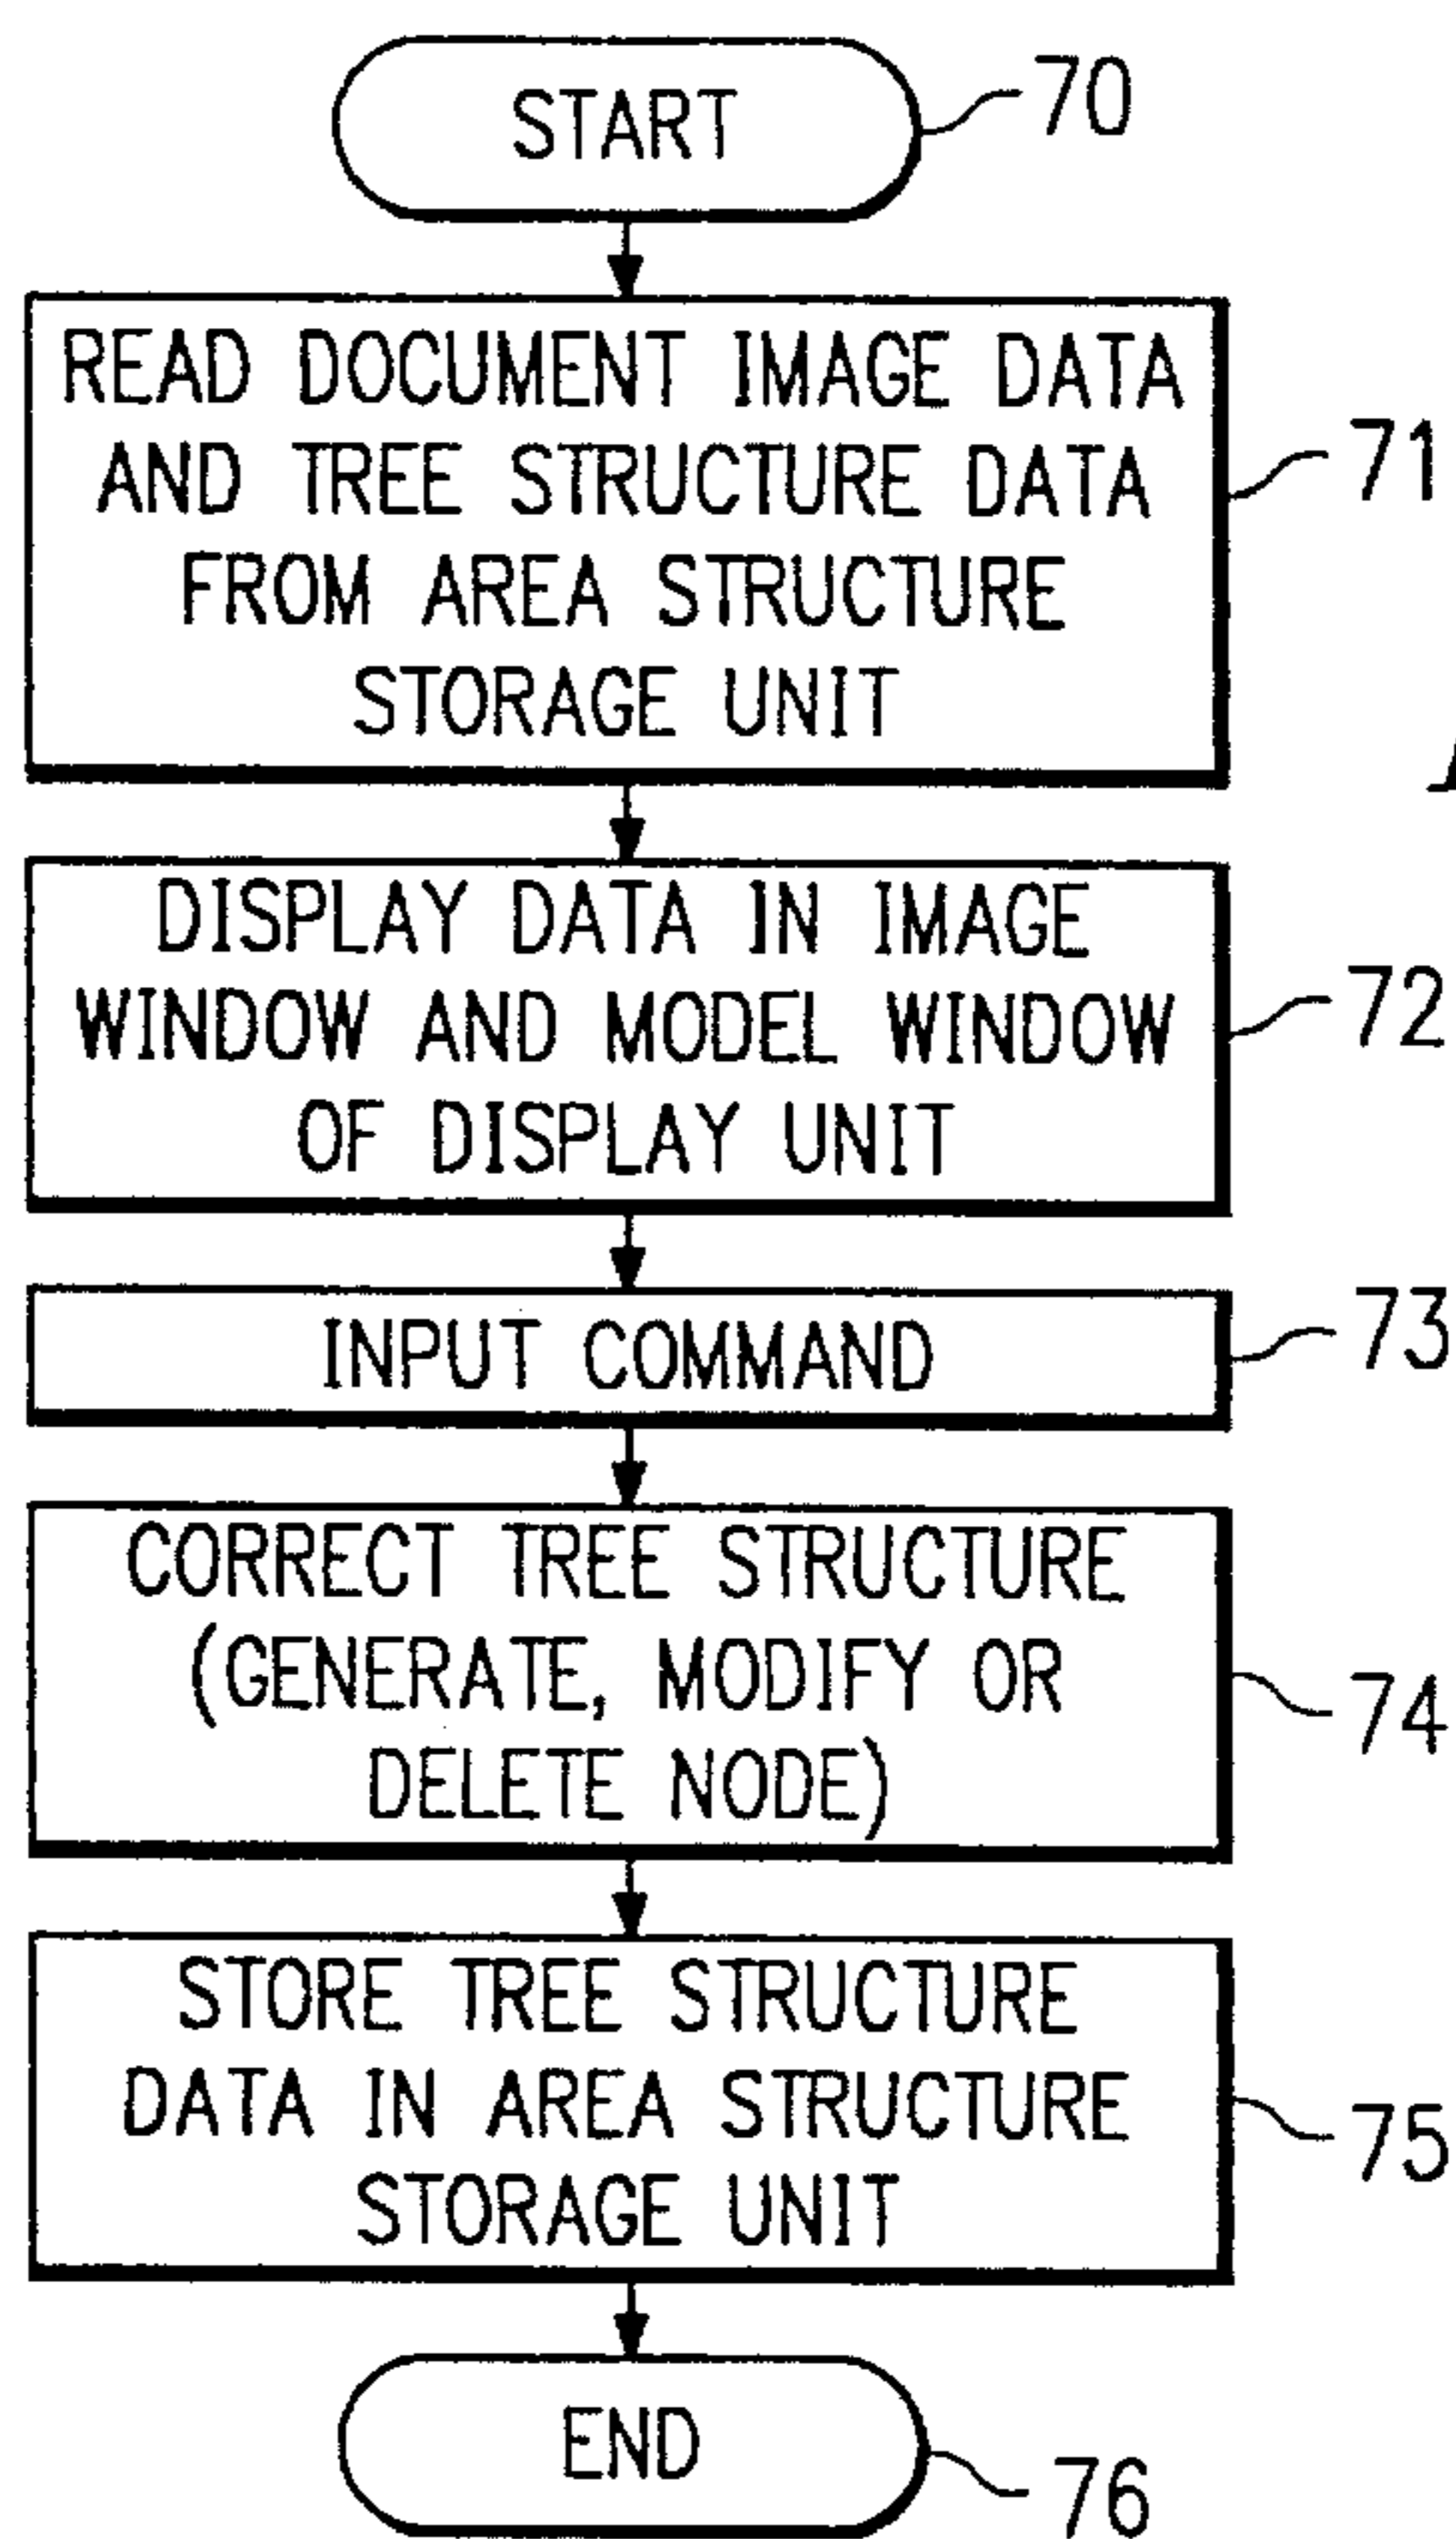 START
70
READ DOCUMENT IMAGE DATA
AND TREE STRUCTURE DATA
FROM AREA STRUCTURE
STORAGE UNIT
71
DISPLAY DATA IN IMAGE
WINDOW AND MODEL WINDOW
OF DISPLAY UNIT
72
INPUT COMMAND
73
CORRECT TREE STRUCTURE
(GENERATE, MODIFY OR
DELETE NODE)
74
STORE TREE STRUCTURE
DATA IN AREA STRUCTURE
STORAGE UNIT
75
END
76